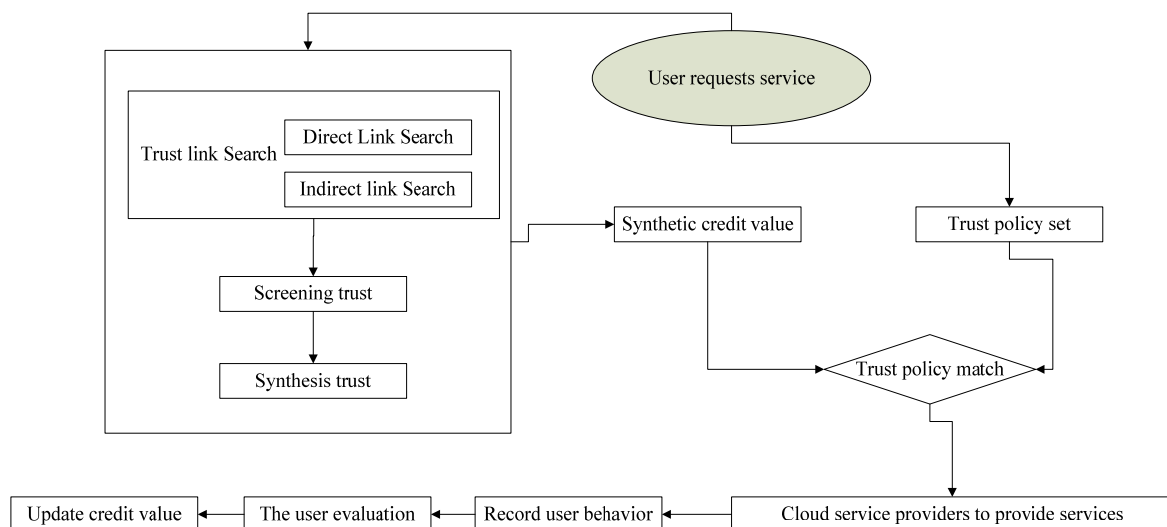 User requests service
Trust link Search
Direct Link Search
Indirect link Search
Screening trust
Synthesis trust
Synthetic credit value
Trust policy set
Trust policy match
Cloud service providers to provide services
Record user behavior
The user evaluation
Update credit value